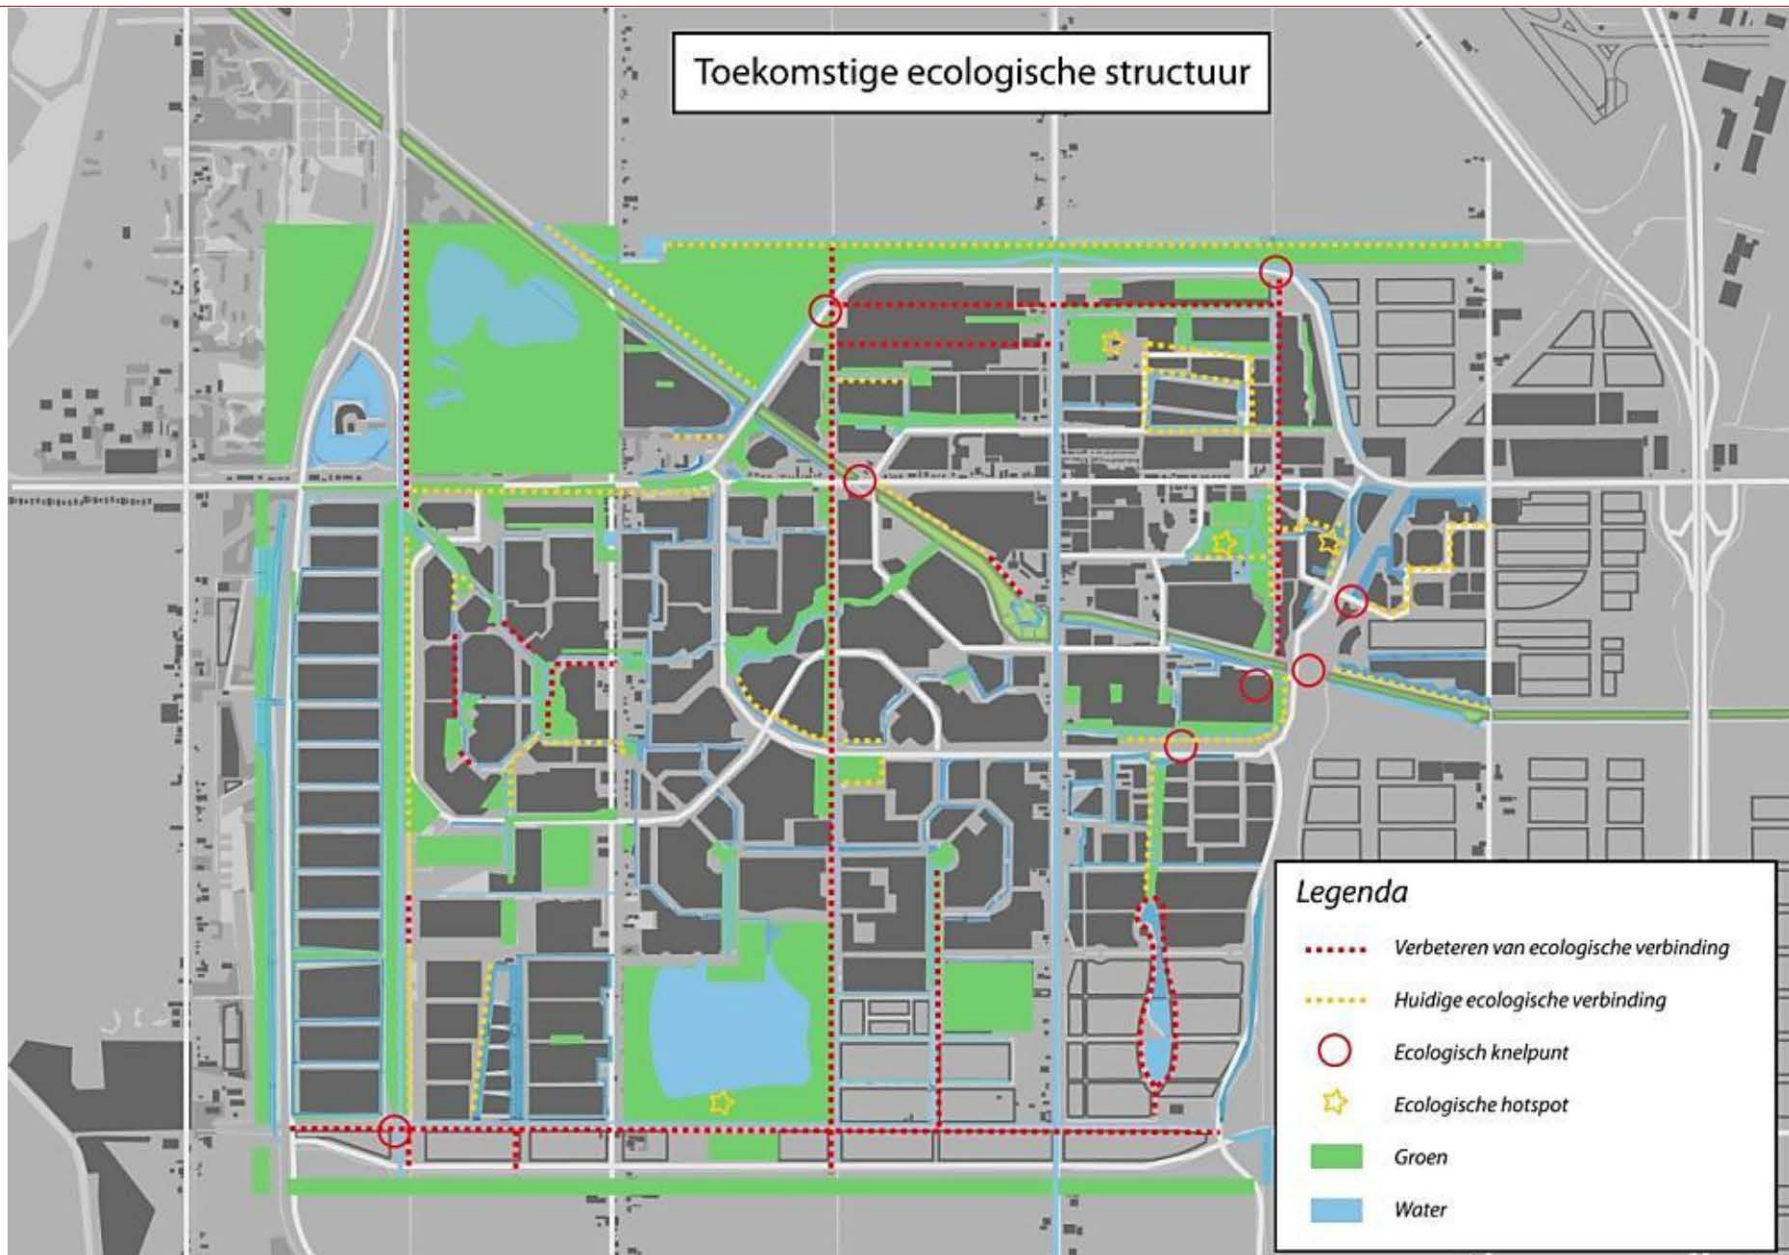 Toekomstige ecologische structuur
Legenda
Verbeteren van ecologische verbinding
Huidige ecologische verbinding
Ecologisch knelpunt
Ecologische hotspot
Groen
Water